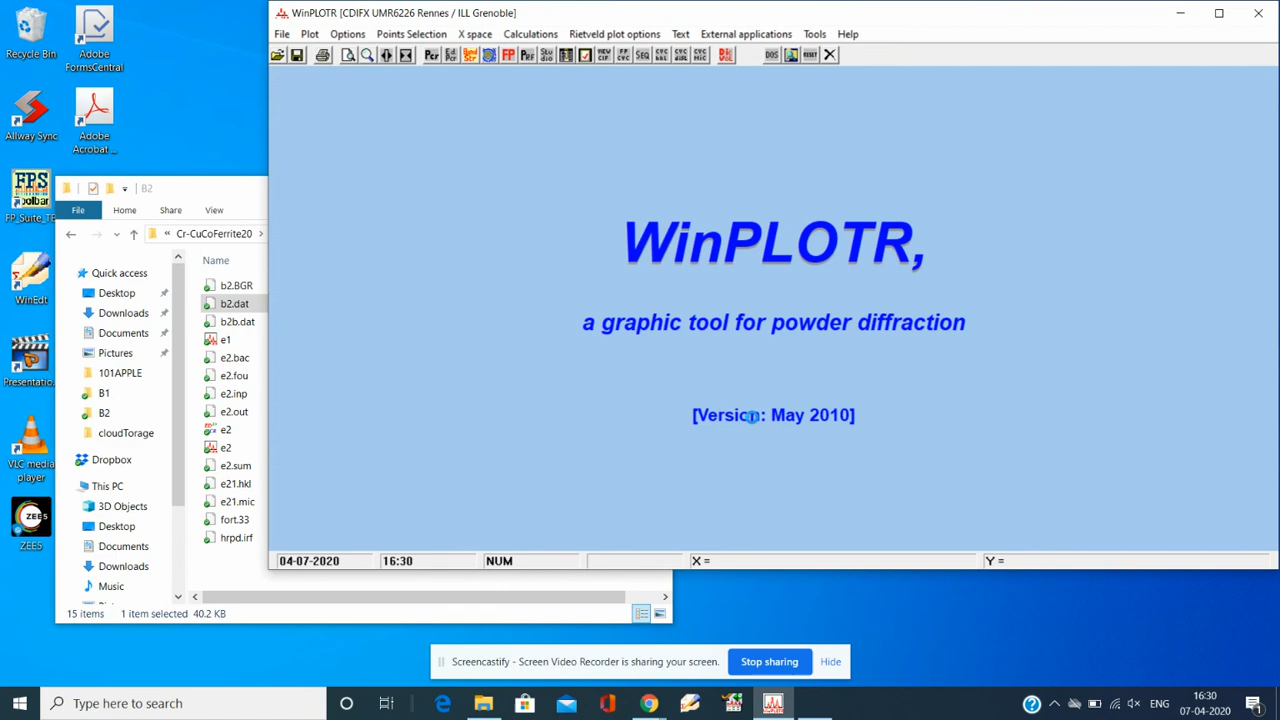 Recycle Bin
Adobe
FormsCentral
Allway Sync
Adobe
Acrobat ...
FPS
Toolbar
FP_Suite_TB
WinEdt
Presentatio...
VLC media
player
ZEES
ZEES
B2
File
Home
Share
View
« Cr-CuCoFerrite20 >
Name
Quick access
Desktop
Downloads
Documents
Pictures
101APPLE
B1
B2
cloudTorage
Dropbox
This PC
3D Objects
Desktop
Documents
Downloads
Music
b2.BGR
b2.dat
b2b.dat
e1
e2.bac
e2.fou
e2.inp
e2.out
e2
e2
e2.sum
e21.hkl
e21.mic
fort.33
hrpd.irf
15 items
1 item selected 40.2 KB
WinPLOTR [CDIFX UMR6226 Rennes / ILL Grenoble]
File
Plot
Options
Points Selection
X space
Calculations
Rietveld plot options
Text
External applications
Tools
Help
WinPLOTR,
a graphic tool for powder diffraction
[Version: May 2010]
04-07-2020
16:30
NUM
X =
Y =
Screencastify - Screen Video Recorder is sharing your screen.
Stop sharing
Hide
Type here to search
ENG
16:30
07-04-2020